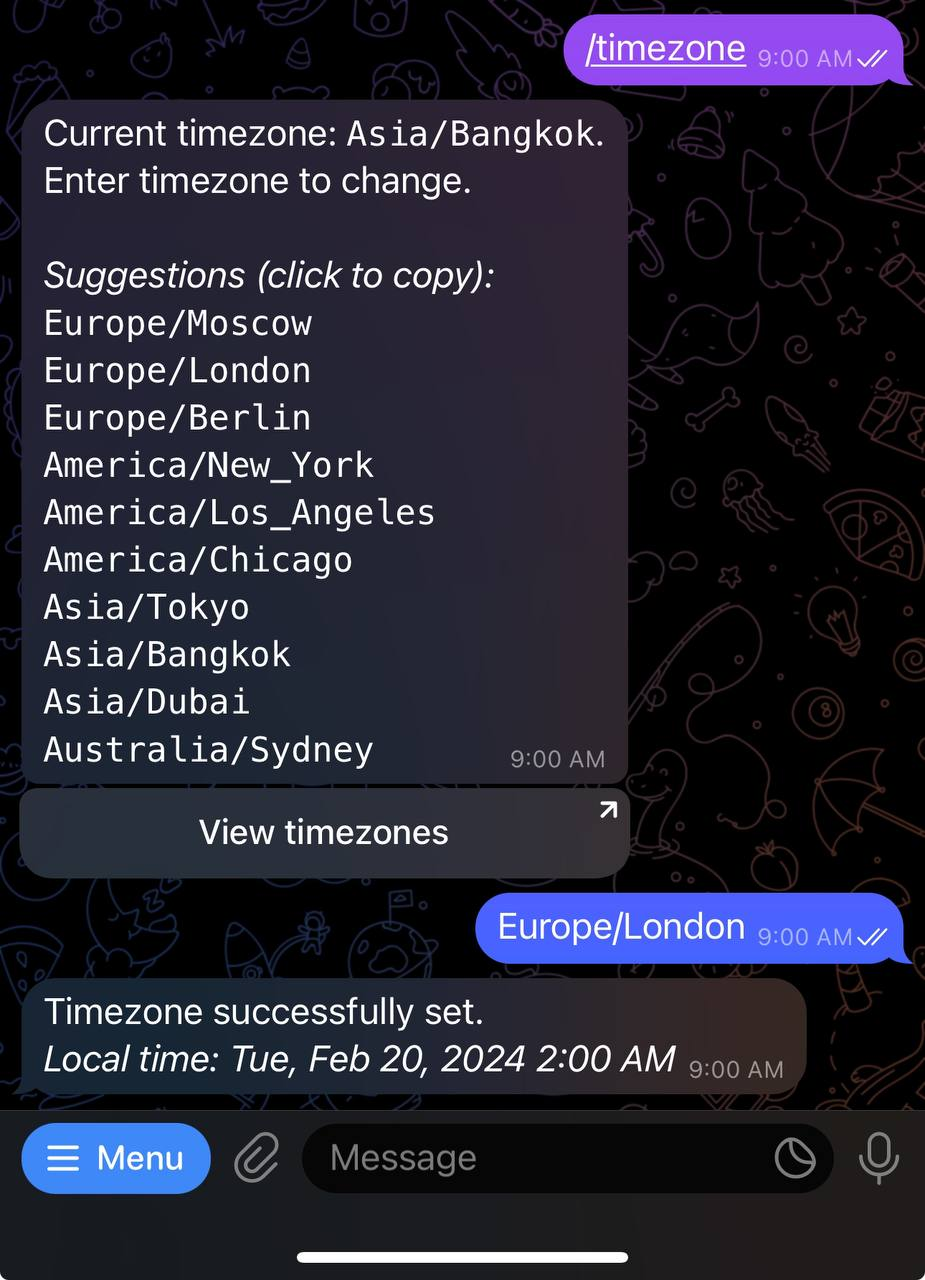 /timezone 9:00 AM
Current timezone: Asia/Bangkok.
Enter timezone to change.
Suggestions (click to copy):
Europe/Moscow
Europe/London
Europe/Berlin
America/New_York
America/Los_Angeles
America/Chicago
Asia/Tokyo
Asia/Bangkok
Asia/Dubai
Australia/Sydney 9:00 AM
View timezones
Europe/London 9:00 AM
Timezone successfully set.
Local time: Tue, Feb 20, 2024 2:00 AM 9:00 AM
Menu Message